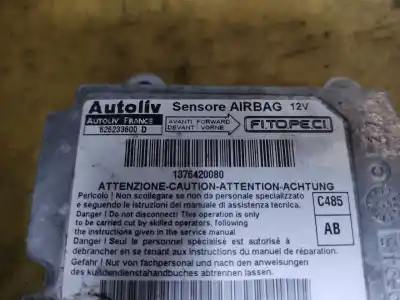 Autoliv Sensore AIRBAG 12V
AUTOLIV FRANCE
626233600 D
AVANTI FORWARD
DEVANT VORNE
F.I.TO.PE.C.I.
1376420080
ATTENZIONE-CAUTION-ATTENTION-ACHTUNG
Pericolo! Non scollegare se non da personale specializzato
e seguendo le istruzioni del manuale di assistenza tecnica.
Danger! Do not disconnect! This operation is only
to be carried out by skilled operators, following
the instructions given in the service manual
Danger! Seul le personnel spécialisé est autorisé à
débrancher en se tenant aux instructions du manuel de réparation.
Gefahr! Nur von Fachpersonal und nach den anweisungen
des kundendienstahandbuches abtrennen lassen.
C485
AB